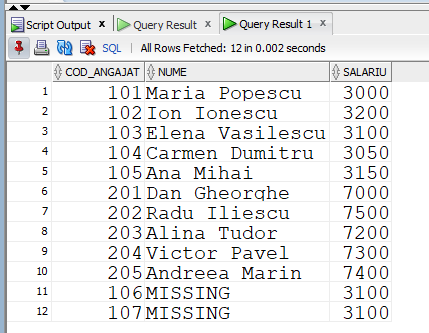 Script Output x Query Result x Query Result 1 x
SQL | All Rows Fetched: 12 in 0.002 seconds
COD_ANGAJAT NUME SALARIU
1 101 Maria Popescu 3000
2 102 Ion Ionescu 3200
3 103 Elena Vasilescu 3100
4 104 Carmen Dumitru 3050
5 105 Ana Mihai 3150
6 201 Dan Gheorghe 7000
7 202 Radu Iliescu 7500
8 203 Alina Tudor 7200
9 204 Victor Pavel 7300
10 205 Andreea Marin 7400
11 106 MISSING 3100
12 107 MISSING 3100